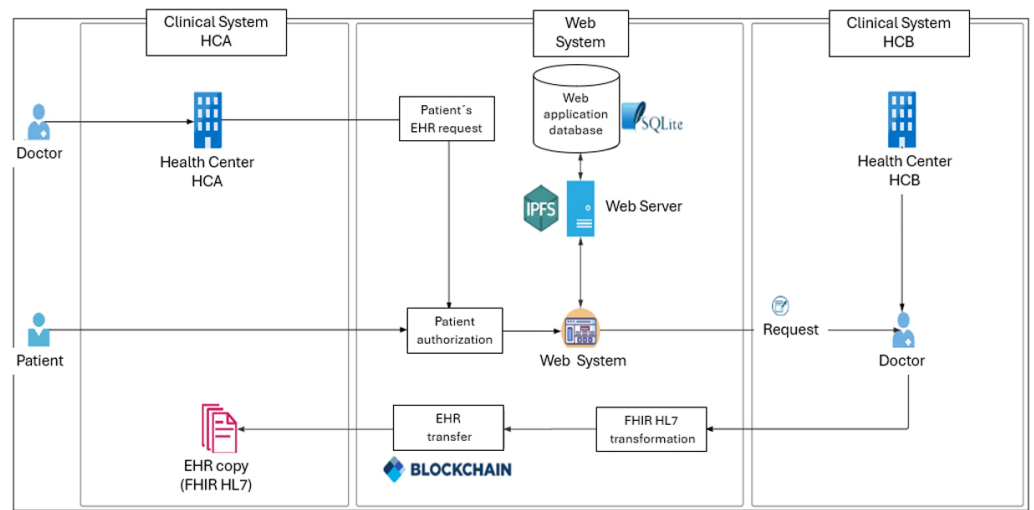 Clinical System
HCA
Web
System
Clinical System
HCB
Doctor
Health Center
HCA
Patient´s
EHR request
Web
application
database
SQLite
IPFS
Web Server
Health Center
HCB
Patient
Patient
authorization
Web System
Request
Doctor
EHR copy
(FHIR HL7)
EHR
transfer
BLOCKCHAIN
FHIR HL7
transformation